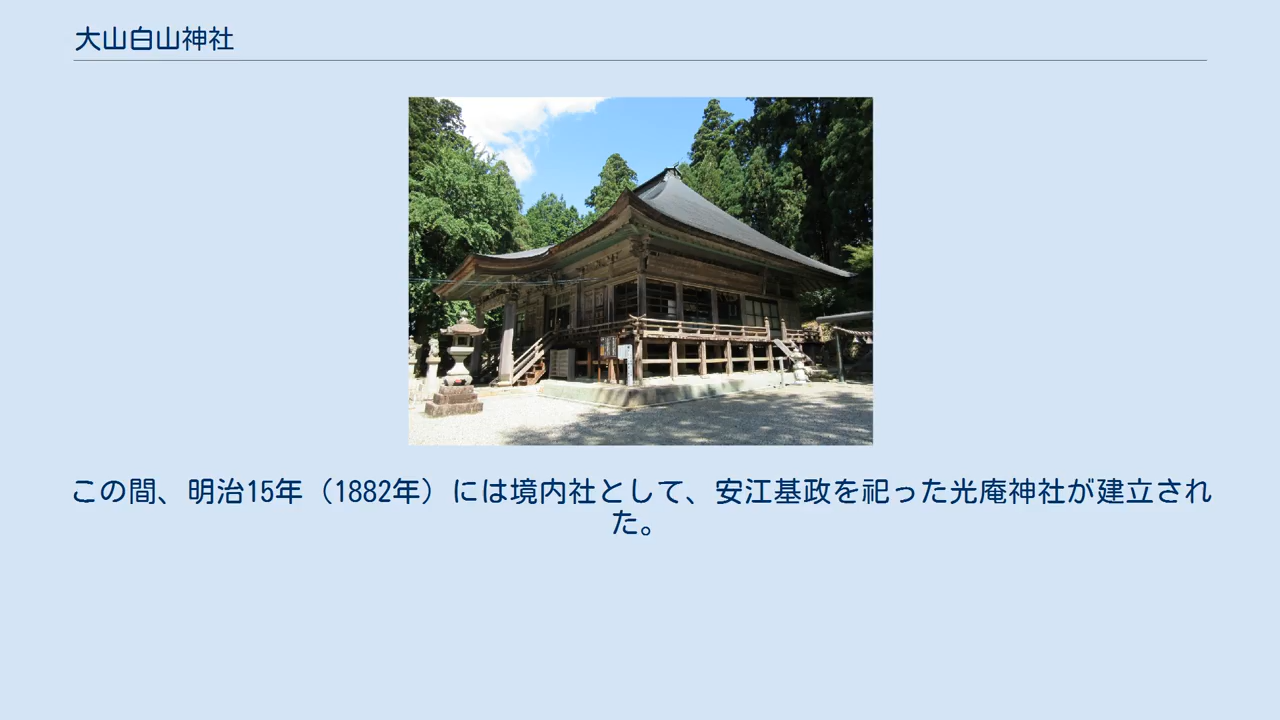 大山白山神社
この間、明治15年（1882年）には境内社として、安江基政を祀った光庵神社が建立され
た。